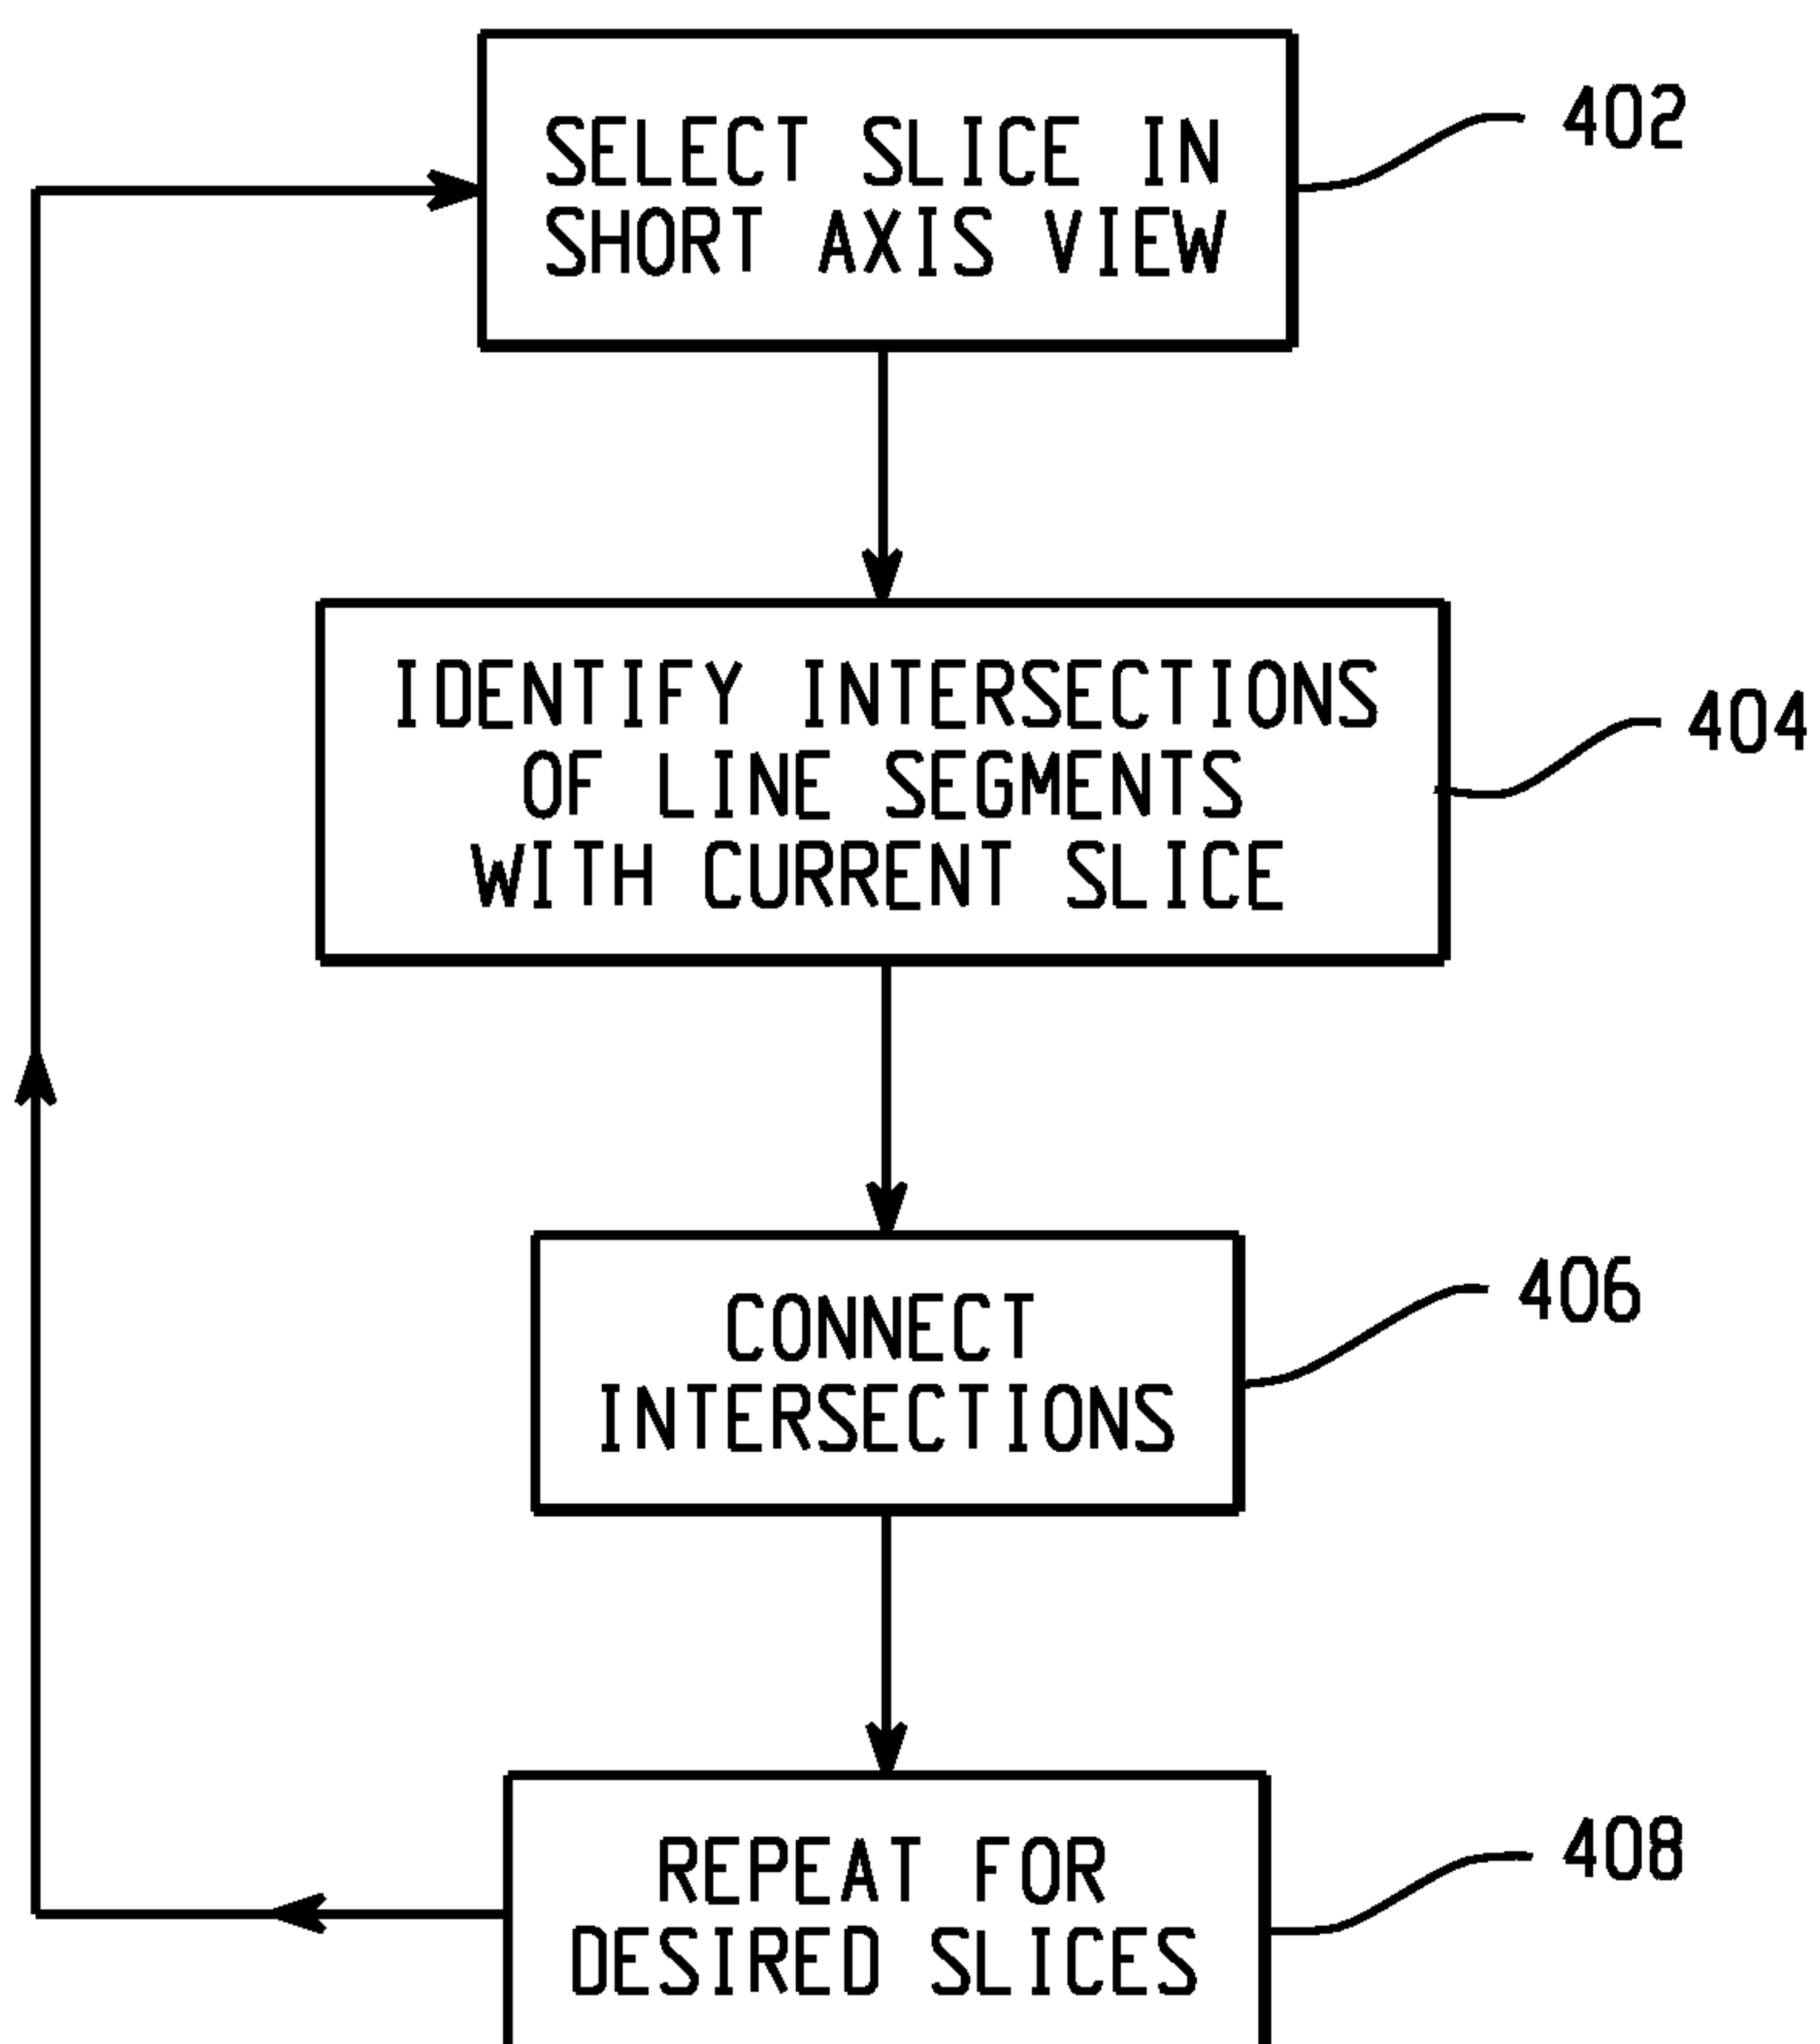 SELECT SLICE IN
SHORT AXIS VIEW
402
IDENTIFY INTERSECTIONS
OF LINE SEGMENTS
WITH CURRENT SLICE
404
CONNECT
INTERSECTIONS
406
REPEAT FOR
DESIRED SLICES
408